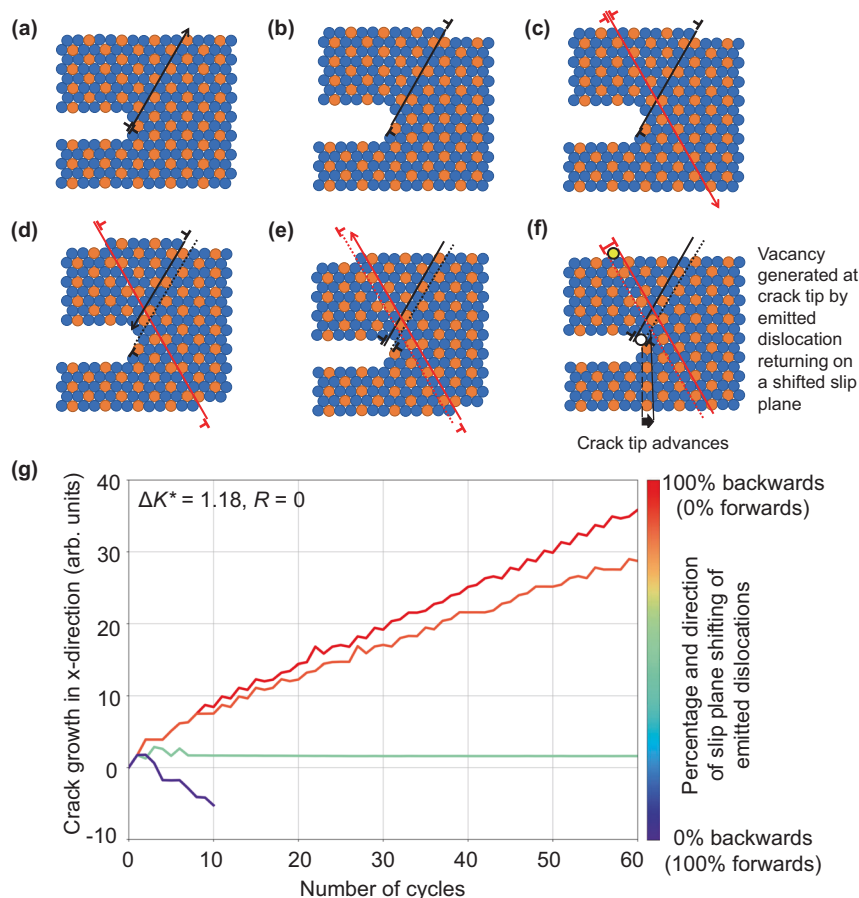 (a)
(b)
(c)
(d)
(e)
(f)
Vacancy
generated at
crack tip by
emitted
dislocation
returning on
a shifted slip
plane
Crack tip advances
(g)
ΔK* = 1.18, R = 0
Crack growth in x-direction (arb. units)
40
30
20
10
0
-10
0
10
20
30
40
50
60
Number of cycles
100% backwards
(0% forwards)
Percentage and direction
of slip plane shifting of
emitted dislocations
0% backwards
(100% forwards)